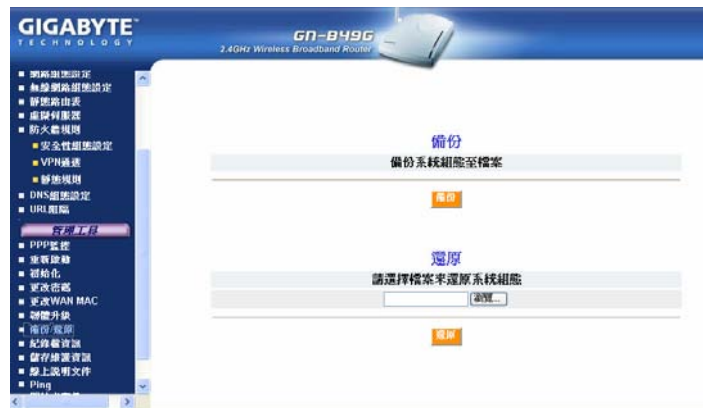 GIGABYTE™
TECHNOLOGY
GN-B49G
2.4GHz Wireless Broadband Router
網路組態設定
無線網路組態設定
靜態路由表
虛擬伺服器
防火牆規則
安全性組態設定
VPN通透
靜態規則
DNS組態設定
URL阻隔
管理工具
PPP監控
重新啟動
初始化
更改密碼
更改WAN MAC
韌體升級
備份/還原
紀錄檔資訊
儲存維護資訊
線上說明文件
Ping
備份
備份系統組態至檔案
備份
還原
請選擇檔案來還原系統組態
瀏覽...
還原